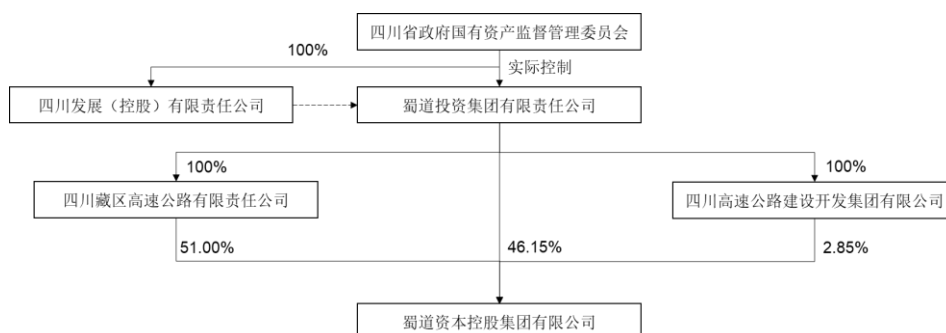 四川省政府国有资产监督管理委员会
100%
实际控制
四川发展（控股）有限责任公司
蜀道投资集团有限责任公司
100%
100%
四川藏区高速公路有限责任公司
四川高速公路建设开发集团有限公司
51.00%
46.15%
2.85%
蜀道资本控股集团有限公司